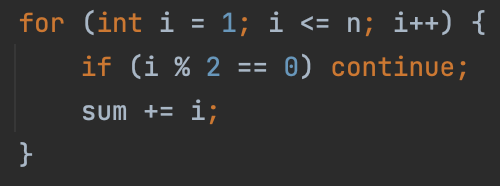 for (int i = 1; i <= n; i++) {
    if (i % 2 == 0) continue;
    sum += i;
}